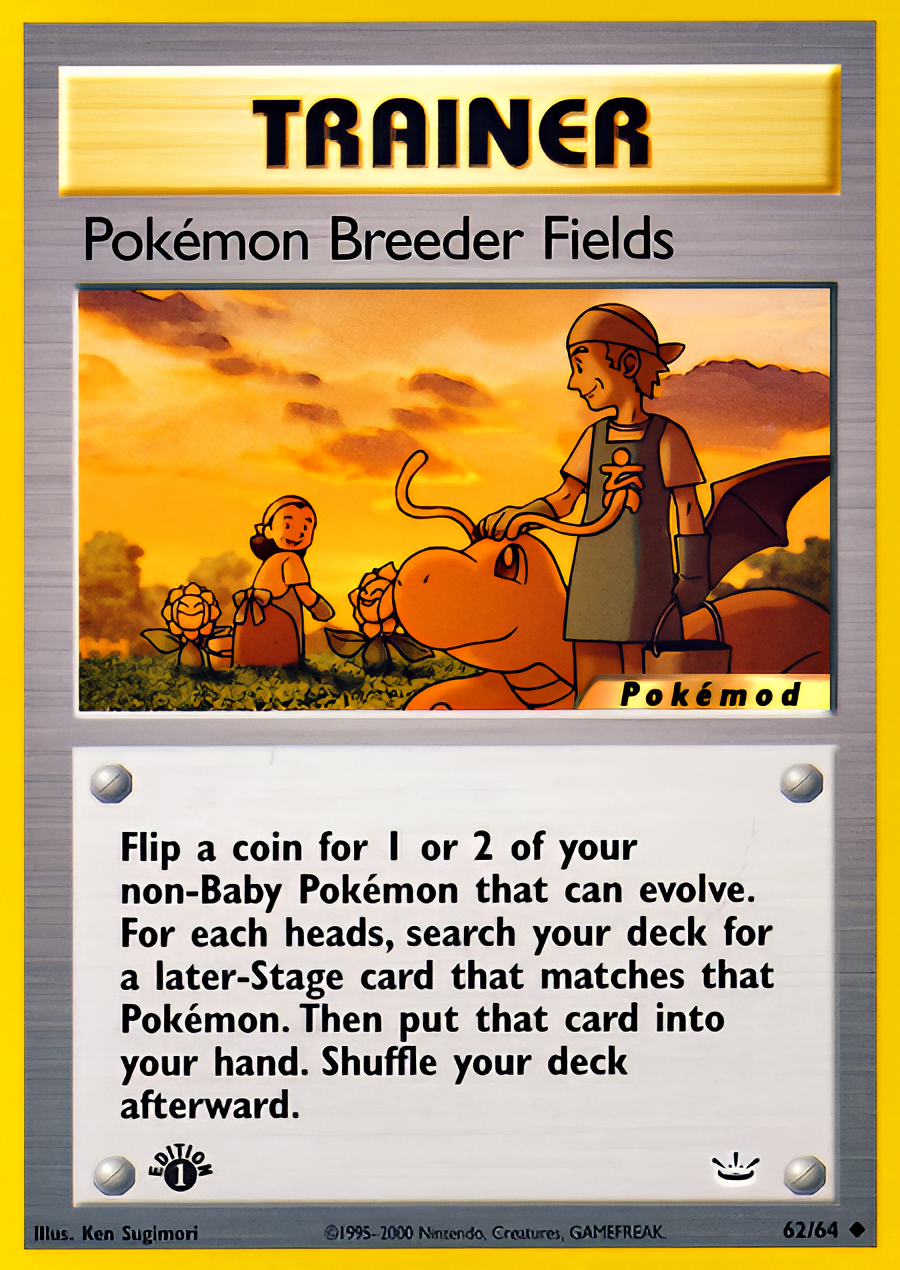 TRAINER
Pokémon Breeder Fields
Pokémod
Flip a coin for 1 or 2 of your
non-Baby Pokémon that can evolve.
For each heads, search your deck for
a later-Stage card that matches that
Pokémon. Then put that card into
your hand. Shuffle your deck
afterward.
EDITION
1
Illus. Ken Sugimori ©1995-2000 Nintendo, Creatures, GAMEFREAK. 62/64 ◆